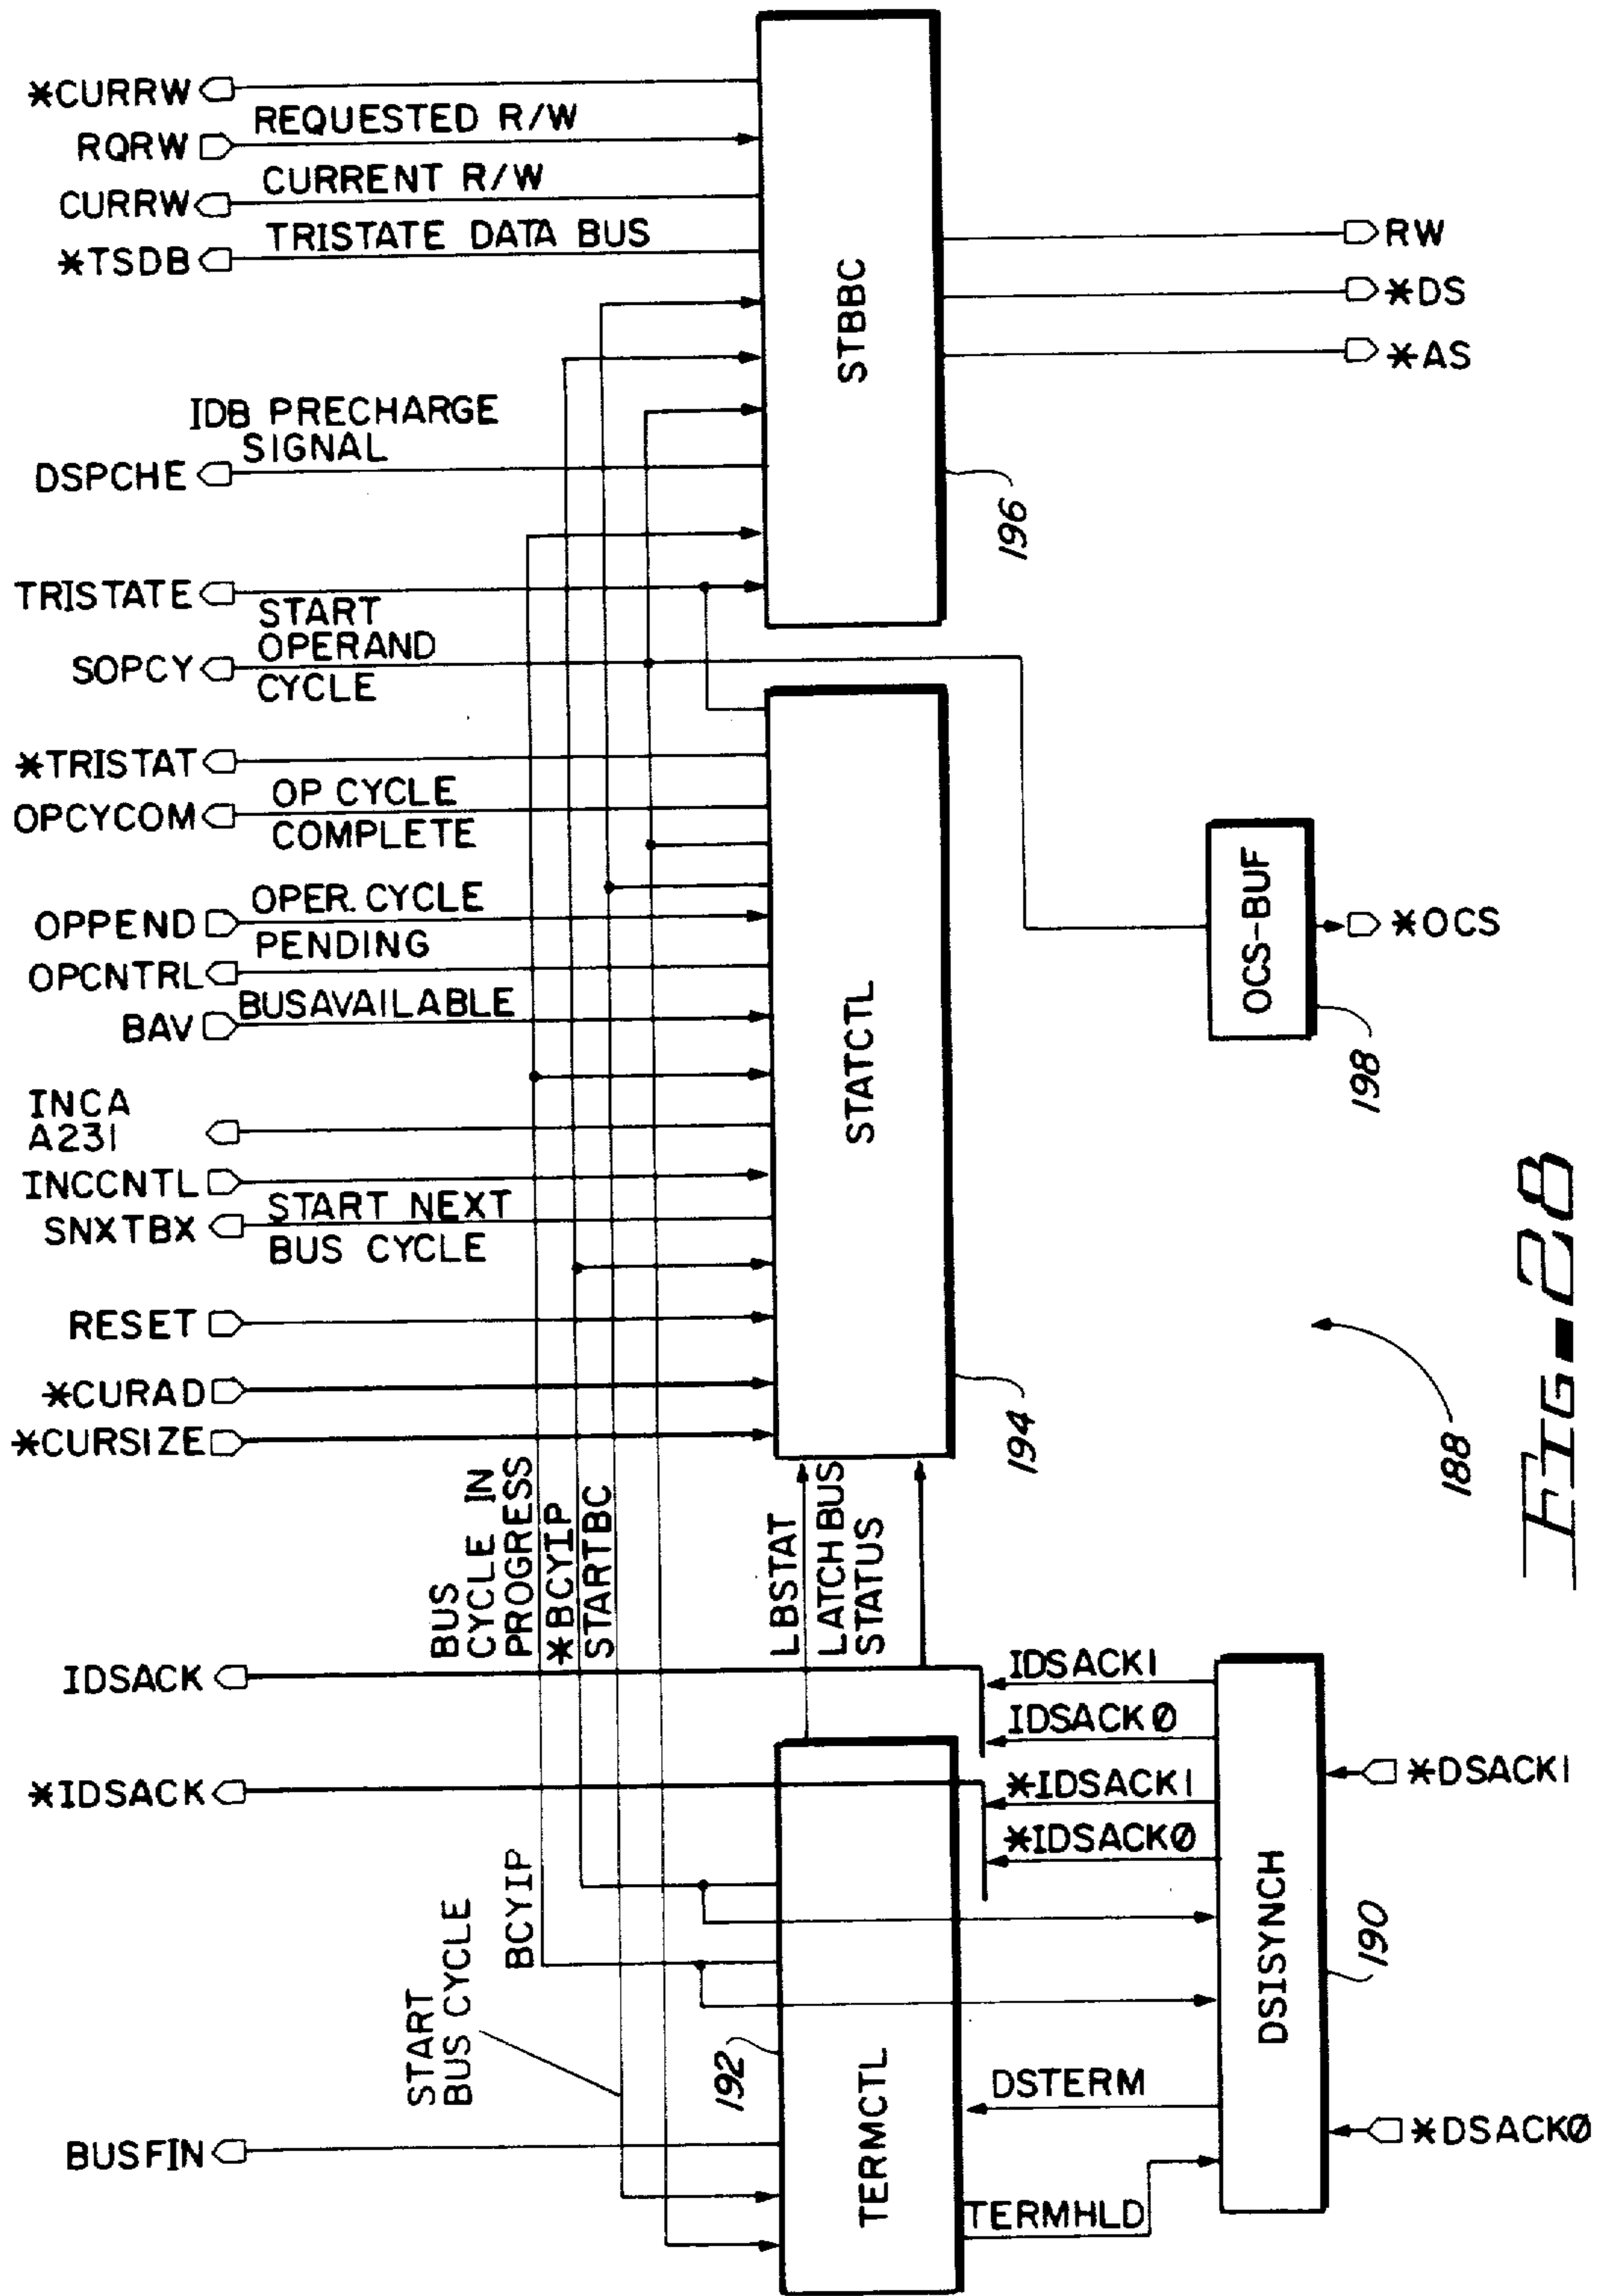 *CURRW
RQRW
REQUESTED R/W
CURRW
CURRENT R/W
*TSDB
TRISTATE DATA BUS
STBBC
RW
*DS
*AS
IDB PRECHARGE
SIGNAL
DSPCHE
196
TRISTATE
START
OPERAND
CYCLE
SOPCY
*TRISTAT
OPCYCOM
OP CYCLE
COMPLETE
OPPEND
OPER. CYCLE
PENDING
OPCNTRL
BAV
BUSAVAILABLE
STATCTL
OCS-BUF
*OCS
198
INCA
A231
INCCNTL
SNXTBX
START NEXT
BUS CYCLE
RESET
*CURAD
*CURSIZE
194
188
FIG-28
BUS
CYCLE IN
PROGRESS
*BCYIP
STARTBC
LBSTAT
LATCH BUS
STATUS
IDSACK
IDSACK1
IDSACK0
*IDSACK
*IDSACK1
*IDSACK0
*DSACK1
BCYIP
START
BUS CYCLE
192
TERMCTL
DSISYNCH
190
DSTERM
BUSFIN
TERMHLD
*DSACK0